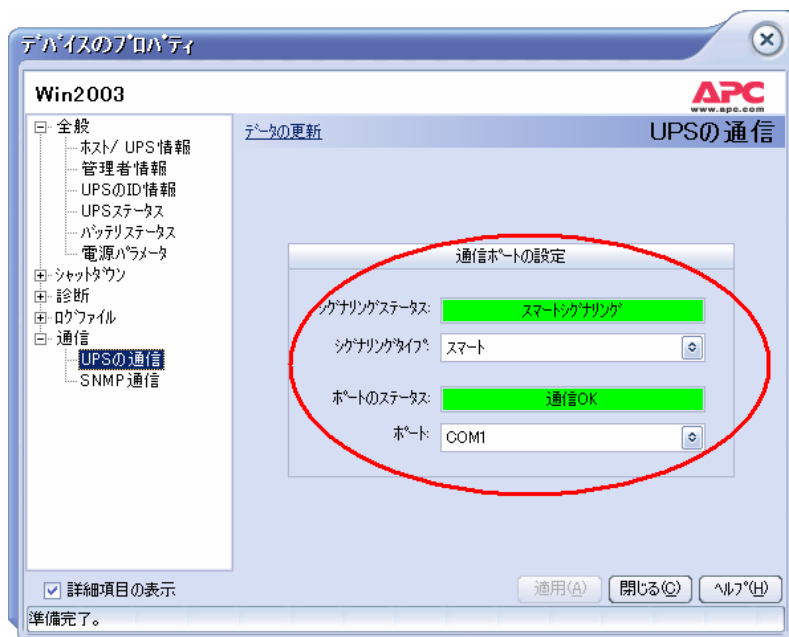 ﾃﾞﾊﾞｲｽのﾌﾟﾛﾊﾟﾃｨ
Win2003
APC
www.apc.com
全般
ﾎｽﾄ/ UPS情報
管理者情報
UPSのID情報
UPSｽﾃｰﾀｽ
ﾊﾞｯﾃﾘｽﾃｰﾀｽ
電源ﾊﾟﾗﾒｰﾀ
ｼｬｯﾄﾀﾞｳﾝ
診断
ﾛｸﾞﾌｧｲﾙ
通信
UPSの通信
SNMP通信
ﾃﾞｰﾀの更新
UPSの通信
通信ﾎﾟｰﾄの設定
ｼｸﾞﾅﾘﾝｸﾞｽﾃｰﾀｽ: ｽﾏｰﾄｼｸﾞﾅﾘﾝｸﾞ
ｼｸﾞﾅﾘﾝｸﾞﾀｲﾌﾟ: ｽﾏｰﾄ
ﾎﾟｰﾄのｽﾃｰﾀｽ: 通信OK
ﾎﾟｰﾄ: COM1
詳細項目の表示
適用(A) 閉じる(C) ﾍﾙﾌﾟ(H)
準備完了。